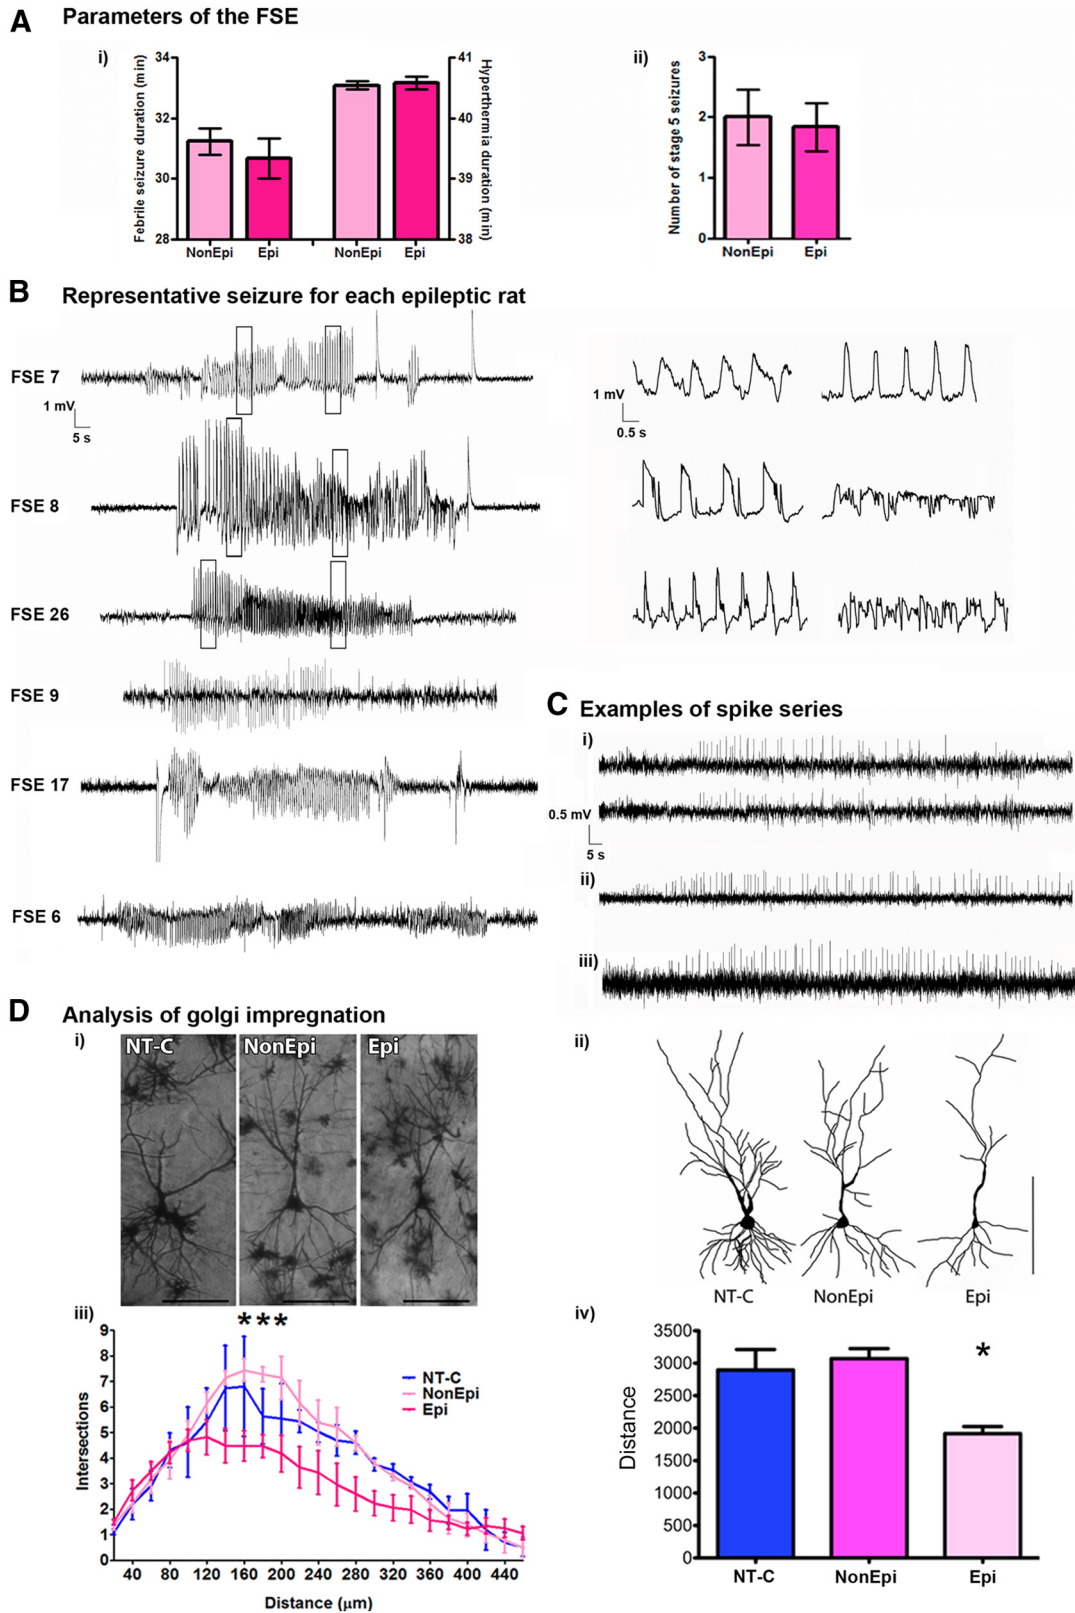 A Parameters of the FSE
i)
Febrile seizure duration (min)
34
32
30
28
41
40
39
38
Hyperthermia duration (min)
NonEpi Epi NonEpi Epi
ii)
Number of stage 5 seizures
3
2
1
0
NonEpi Epi
B Representative seizure for each epileptic rat
FSE 7
1 mV
5 s
1 mV
0.5 s
FSE 8
FSE 26
FSE 9
FSE 17
FSE 6
C Examples of spike series
i)
0.5 mV
5 s
ii)
iii)
D Analysis of golgi impregnation
i)
NT-C NonEpi Epi
ii)
NT-C NonEpi Epi
iii)
***
Intersections
9
8
7
6
5
4
3
2
1
0
NT-C
NonEpi
Epi
40 80 120 160 200 240 280 320 360 400 440
Distance (μm)
iv)
Distance
3500
3000
2500
2000
1500
1000
500
0
*
NT-C NonEpi Epi